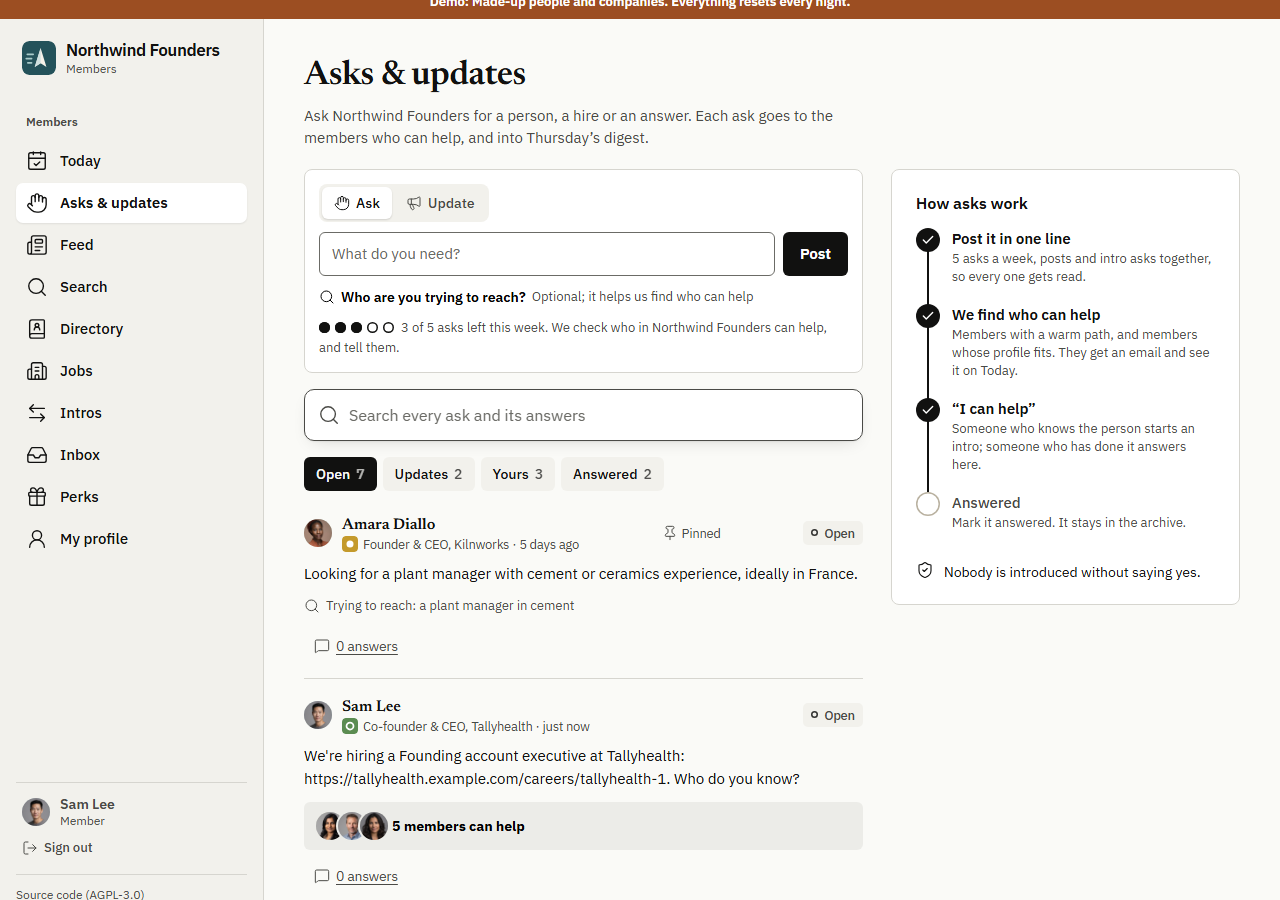 Demo: Made-up people and companies. Everything resets every night.
Northwind Founders
Members
Members
Today
Asks & updates
Feed
Search
Directory
Jobs
Intros
Inbox
Perks
My profile
Sam Lee
Member
Sign out
Source code (AGPL-3.0)
Asks & updates
Ask Northwind Founders for a person, a hire or an answer. Each ask goes to the
members who can help, and into Thursday’s digest.
Ask
Update
What do you need?
Post
Who are you trying to reach? Optional; it helps us find who can help
3 of 5 asks left this week. We check who in Northwind Founders can help,
and tell them.
Search every ask and its answers
Open 7
Updates 2
Yours 3
Answered 2
Amara Diallo
Founder & CEO, Kilnworks · 5 days ago
Pinned
Open
Looking for a plant manager with cement or ceramics experience, ideally in France.
Trying to reach: a plant manager in cement
0 answers
Sam Lee
Co-founder & CEO, Tallyhealth · just now
Open
We're hiring a Founding account executive at Tallyhealth:
https://tallyhealth.example.com/careers/tallyhealth-1. Who do you know?
5 members can help
0 answers
How asks work
Post it in one line
5 asks a week, posts and intro asks together,
so every one gets read.
We find who can help
Members with a warm path, and members
whose profile fits. They get an email and see
it on Today.
“I can help”
Someone who knows the person starts an
intro; someone who has done it answers
here.
Answered
Mark it answered. It stays in the archive.
Nobody is introduced without saying yes.